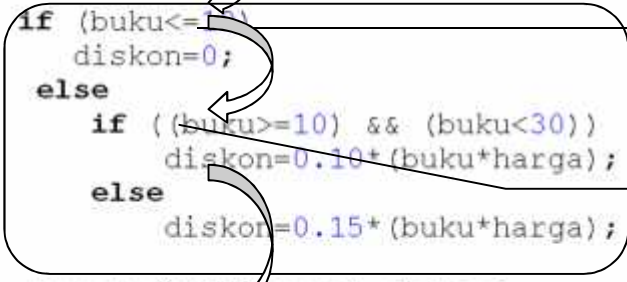 if (buku<=10)
diskon=0;
else
if ((buku>=10) && (buku<30))
diskon=0.10*(buku*harga);
else
diskon=0.15*(buku*harga);